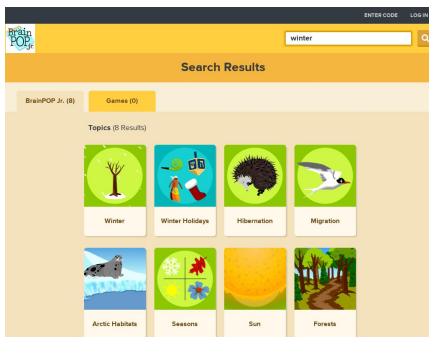 ENTER CODE LOG IN
Brain
POP Jr.
winter
Search Results
BrainPOP Jr. (8) Games (0)
Topics (8 Results)
Winter Winter Holidays Hibernation Migration
Arctic Habitats Seasons Sun Forests